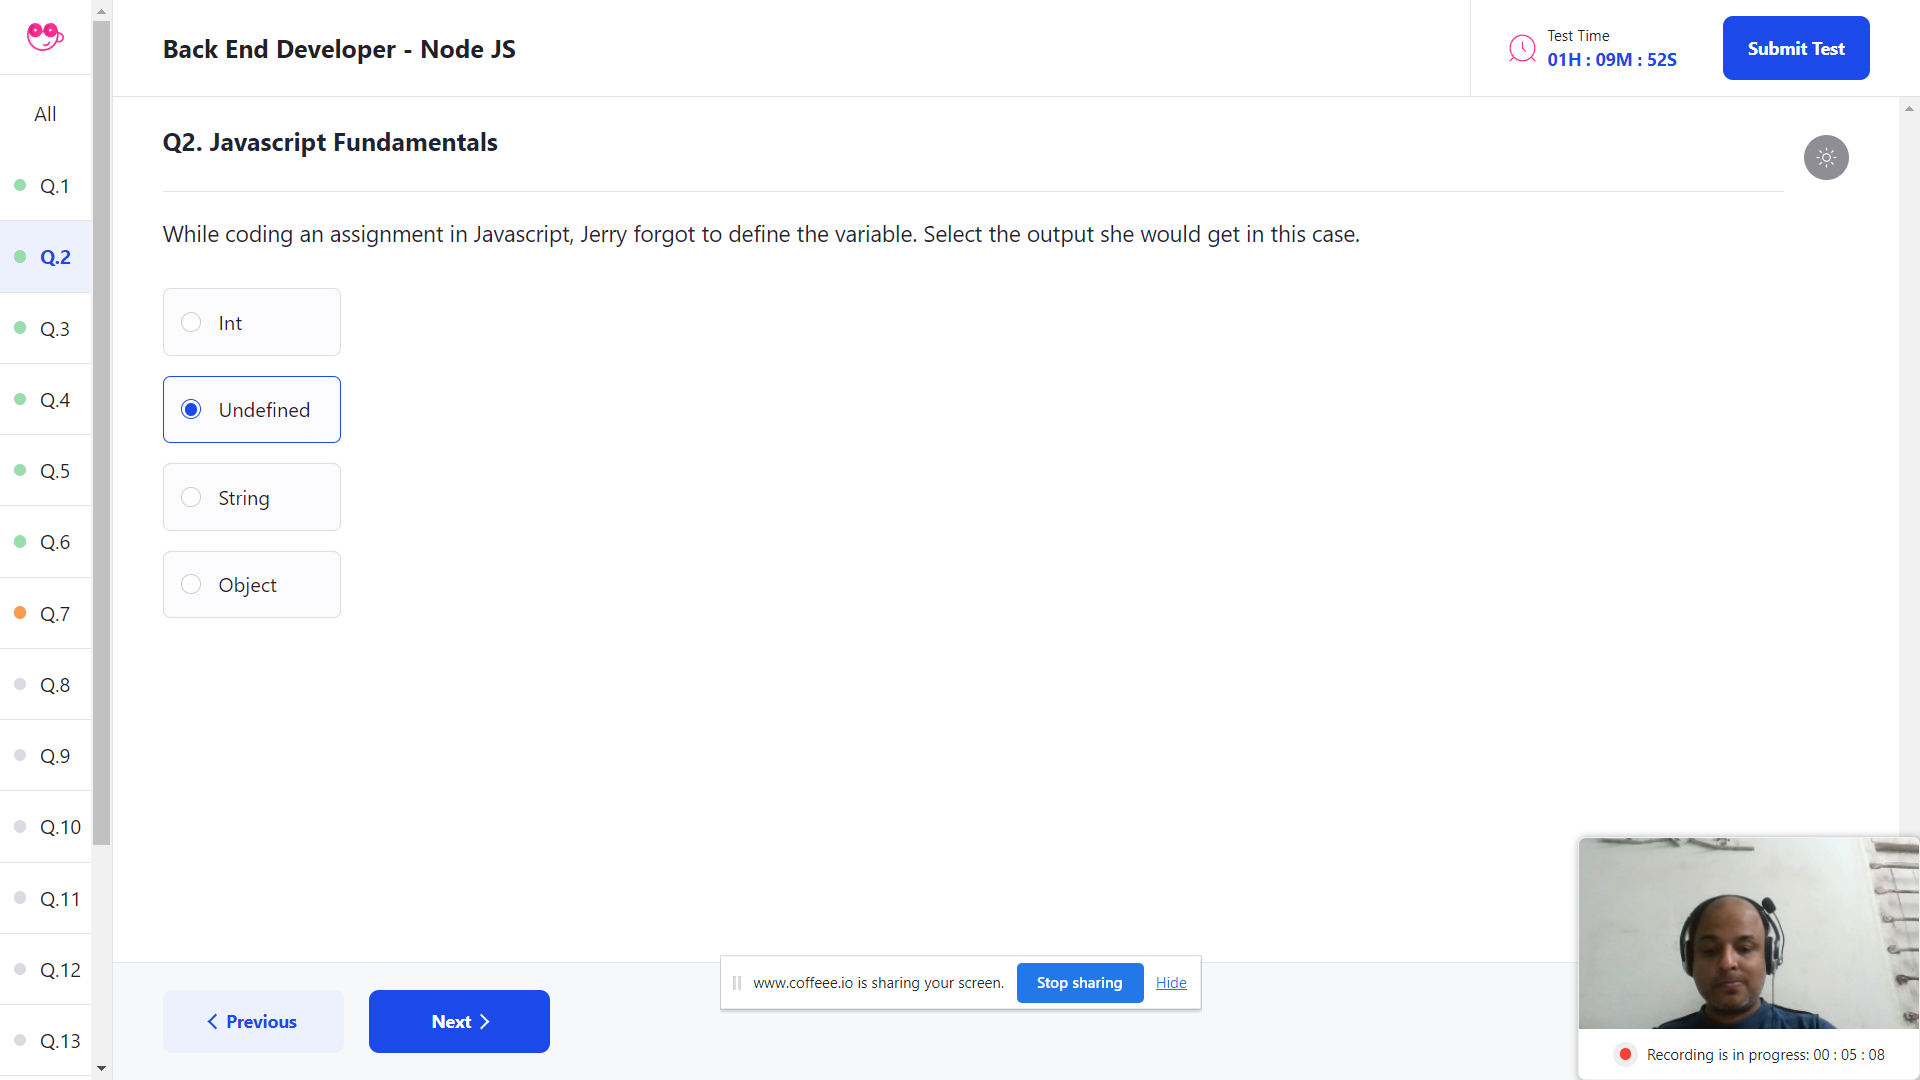 Back End Developer - Node JS
Test Time
01H : 09M : 52S
Submit Test
All
Q.1
Q.2
Q.3
Q.4
Q.5
Q.6
Q.7
Q.8
Q.9
Q.10
Q.11
Q.12
Q.13
Q2. Javascript Fundamentals
While coding an assignment in Javascript, Jerry forgot to define the variable. Select the output she would get in this case.
Int
Undefined
String
Object
Previous
Next
www.coffeee.io is sharing your screen.
Stop sharing
Hide
Recording is in progress: 00 : 05 : 08